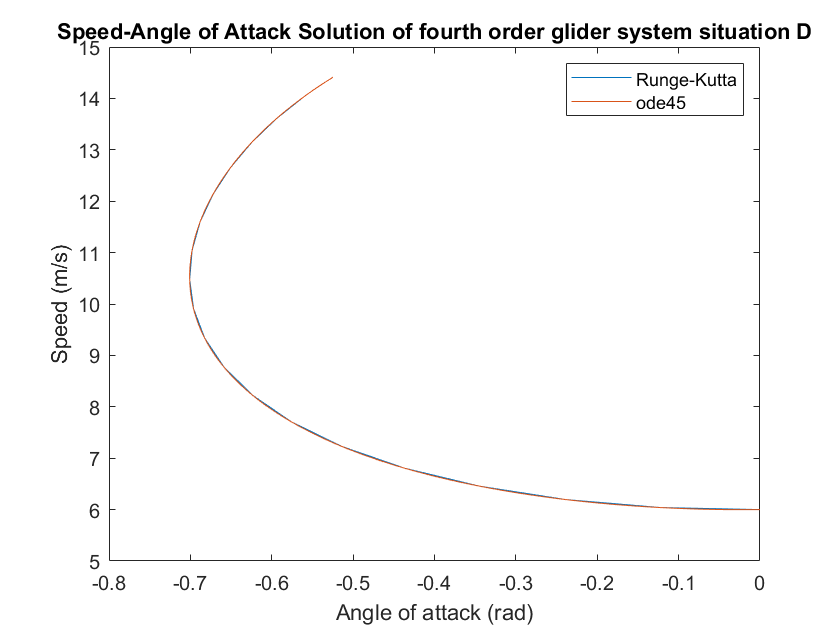 Speed-Angle of Attack Solution of fourth order glider system situation D
15
14
13
12
11
10
9
8
7
6
5
Speed (m/s)
Runge-Kutta
ode45
-0.8 -0.7 -0.6 -0.5 -0.4 -0.3 -0.2 -0.1 0
Angle of attack (rad)